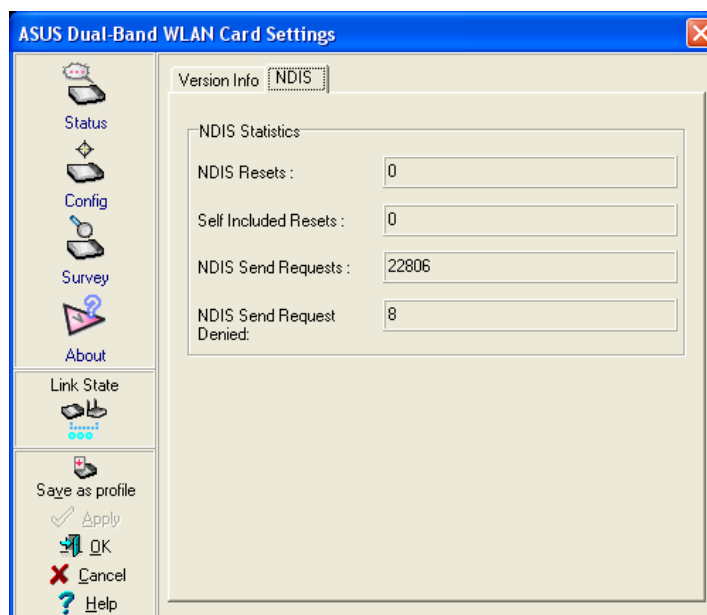 ASUS Dual-Band WLAN Card Settings
Status
Config
Survey
About
Link State
Save as profile
Apply
OK
Cancel
Help
Version Info
NDIS
NDIS Statistics
NDIS Resets :
0
Self Included Resets :
0
NDIS Send Requests :
22806
NDIS Send Request
Denied:
8